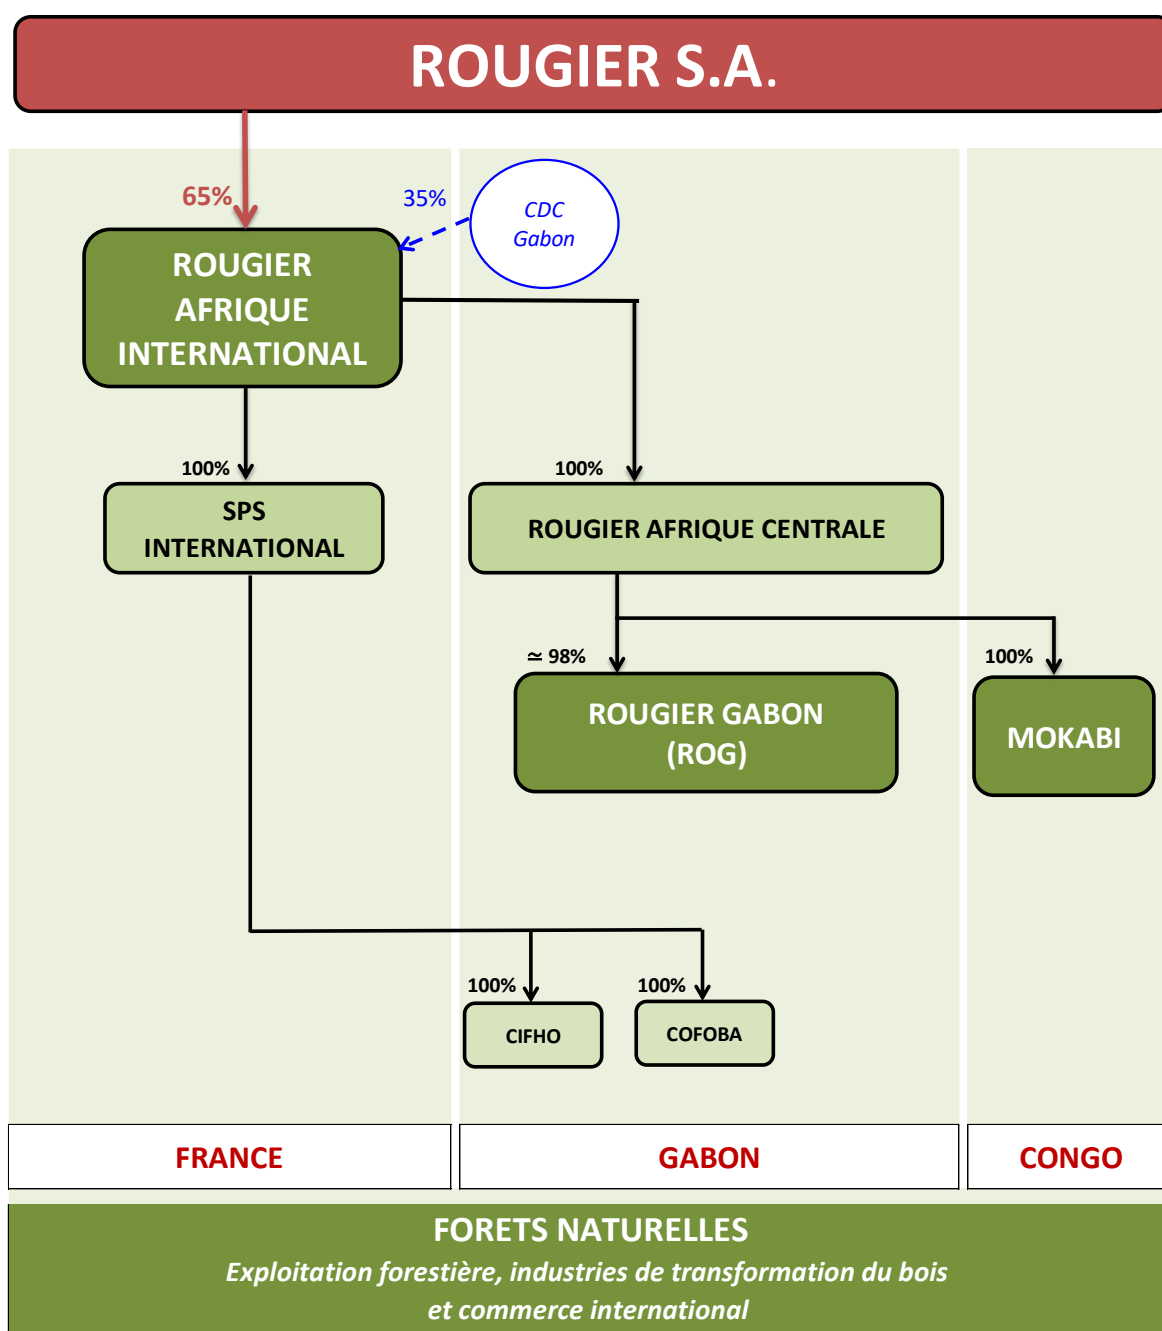 ROUGIER S.A.
65%
35%
CDC
Gabon
ROUGIER
AFRIQUE
INTERNATIONAL
100%
100%
SPS
INTERNATIONAL
ROUGIER AFRIQUE CENTRALE
≃ 98%
100%
ROUGIER GABON
(ROG)
MOKABI
100%
100%
CIFHO
COFOBA
FRANCE
GABON
CONGO
FORETS NATURELLES
Exploitation forestière, industries de transformation du bois
et commerce international